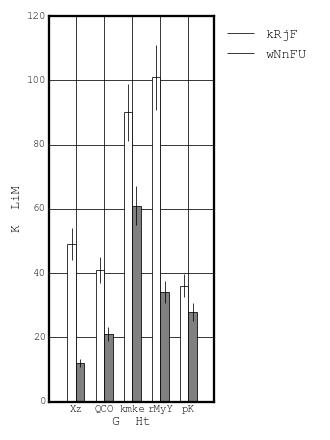 120
100
80
60
40
20
0
K LiM
Xz QCO kmke rMyY pK
G Ht
kRjF
wNnFU